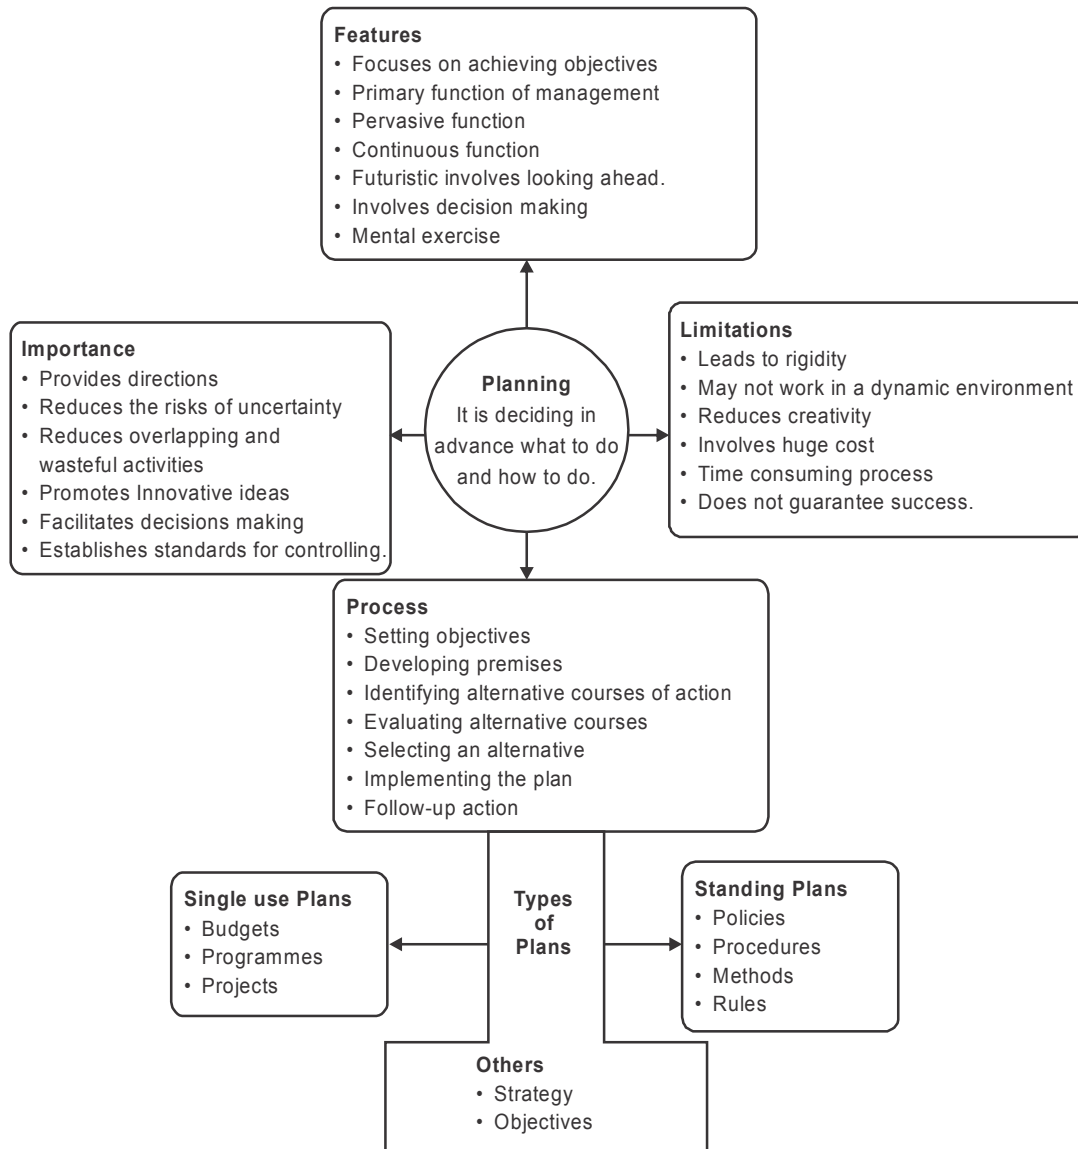 Features
• Focuses on achieving objectives
• Primary function of management
• Pervasive function
• Continuous function
• Futuristic involves looking ahead.
• Involves decision making
• Mental exercise
Importance
• Provides directions
• Reduces the risks of uncertainty
• Reduces overlapping and
wasteful activities
• Promotes Innovative ideas
• Facilitates decisions making
• Establishes standards for controlling.
Planning
It is deciding in
advance what to do
and how to do.
Limitations
• Leads to rigidity
• May not work in a dynamic environment
• Reduces creativity
• Involves huge cost
• Time consuming process
• Does not guarantee success.
Process
• Setting objectives
• Developing premises
• Identifying alternative courses of action
• Evaluating alternative courses
• Selecting an alternative
• Implementing the plan
• Follow-up action
Single use Plans
• Budgets
• Programmes
• Projects
Types
of
Plans
Standing Plans
• Policies
• Procedures
• Methods
• Rules
Others
• Strategy
• Objectives